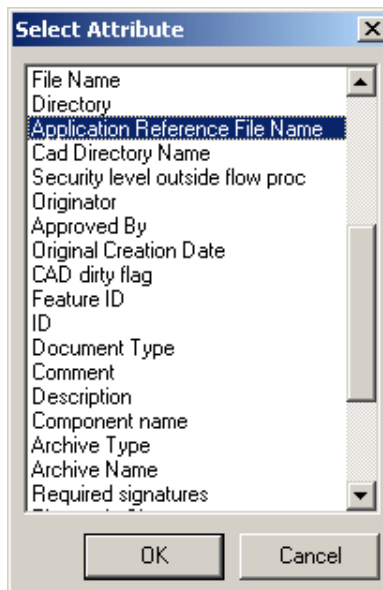 Select Attribute
File Name
Directory
Application Reference File Name
Cad Directory Name
Security level outside flow proc
Originator
Approved By
Original Creation Date
CAD dirty flag
Feature ID
ID
Document Type
Comment
Description
Component name
Archive Type
Archive Name
Required signatures
OK
Cancel